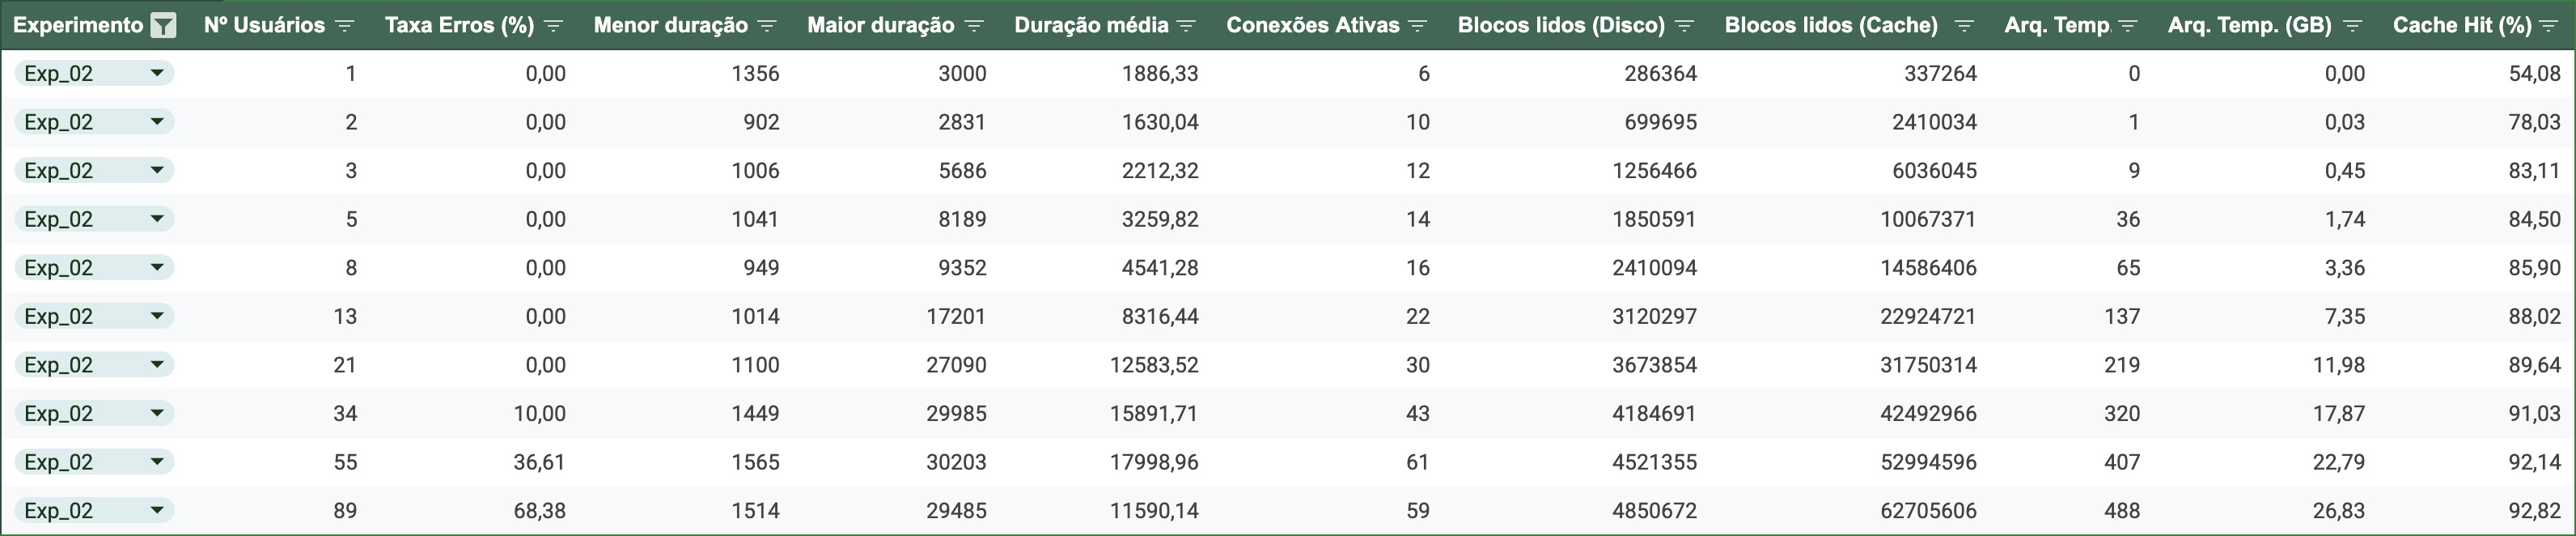 Experimento Nº Usuários Taxa Erros (%) Menor duração Maior duração Duração média Conexões Ativas Blocos lidos (Disco) Blocos lidos (Cache) Arq. Temp. Arq. Temp. (GB) Cache Hit (%)
Exp_02 1 0,00 1356 3000 1886,33 6 286364 337264 0 0,00 54,08
Exp_02 2 0,00 902 2831 1630,04 10 699695 2410034 1 0,03 78,03
Exp_02 3 0,00 1006 5686 2212,32 12 1256466 6036045 9 0,45 83,11
Exp_02 5 0,00 1041 8189 3259,82 14 1850591 10067371 36 1,74 84,50
Exp_02 8 0,00 949 9352 4541,28 16 2410094 14586406 65 3,36 85,90
Exp_02 13 0,00 1014 17201 8316,44 22 3120297 22924721 137 7,35 88,02
Exp_02 21 0,00 1100 27090 12583,52 30 3673854 31750314 219 11,98 89,64
Exp_02 34 10,00 1449 29985 15891,71 43 4184691 42492966 320 17,87 91,03
Exp_02 55 36,61 1565 30203 17998,96 61 4521355 52994596 407 22,79 92,14
Exp_02 89 68,38 1514 29485 11590,14 59 4850672 62705606 488 26,83 92,82